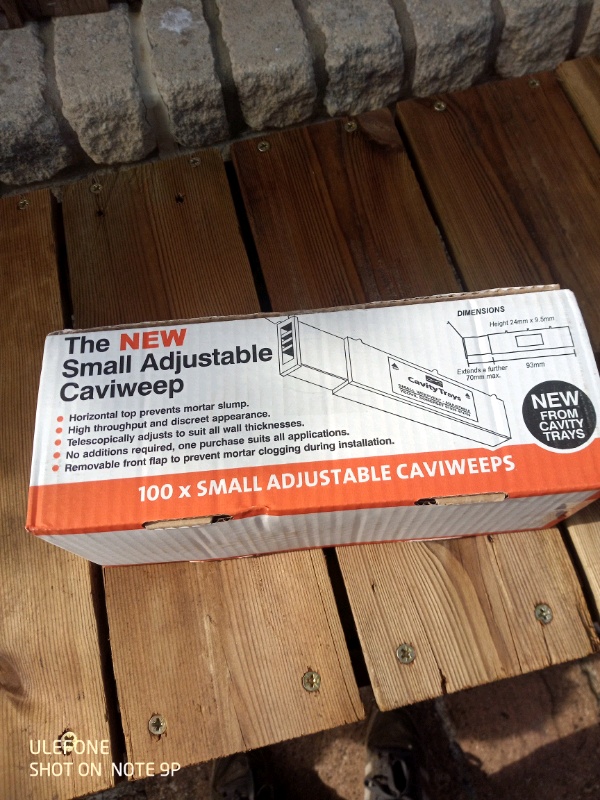 The NEW
Small Adjustable
Caviweep
Horizontal top prevents mortar slump.
High throughput and discreet appearance.
Telescopically adjusts to suit all wall thicknesses.
No additions required, one purchase suits all applications.
Removable front flap to prevent mortar clogging during installation.
Cavity Trays
DIMENSIONS
Height 24mm x 9.5mm
Extends a further
70mm max.
93mm
NEW
FROM
CAVITY
TRAYS
100 x SMALL ADJUSTABLE CAVIWEEPS
ULEFONE
SHOT ON NOTE 9P